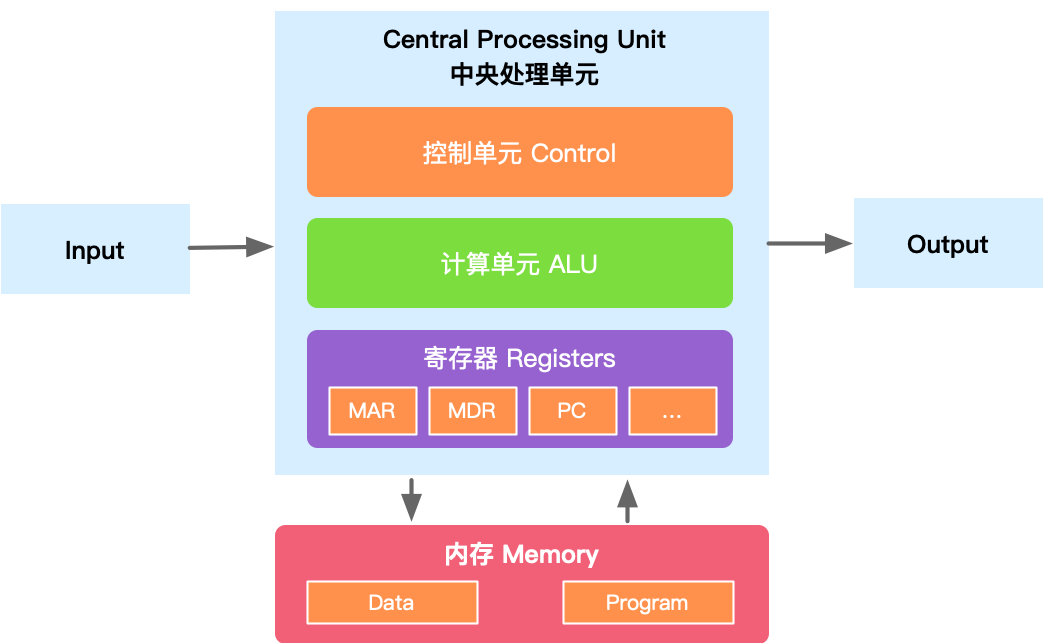 Central Processing Unit
中央处理单元
控制单元 Control
Input
计算单元 ALU
Output
寄存器 Registers
MAR
MDR
PC
...
内存 Memory
Data
Program